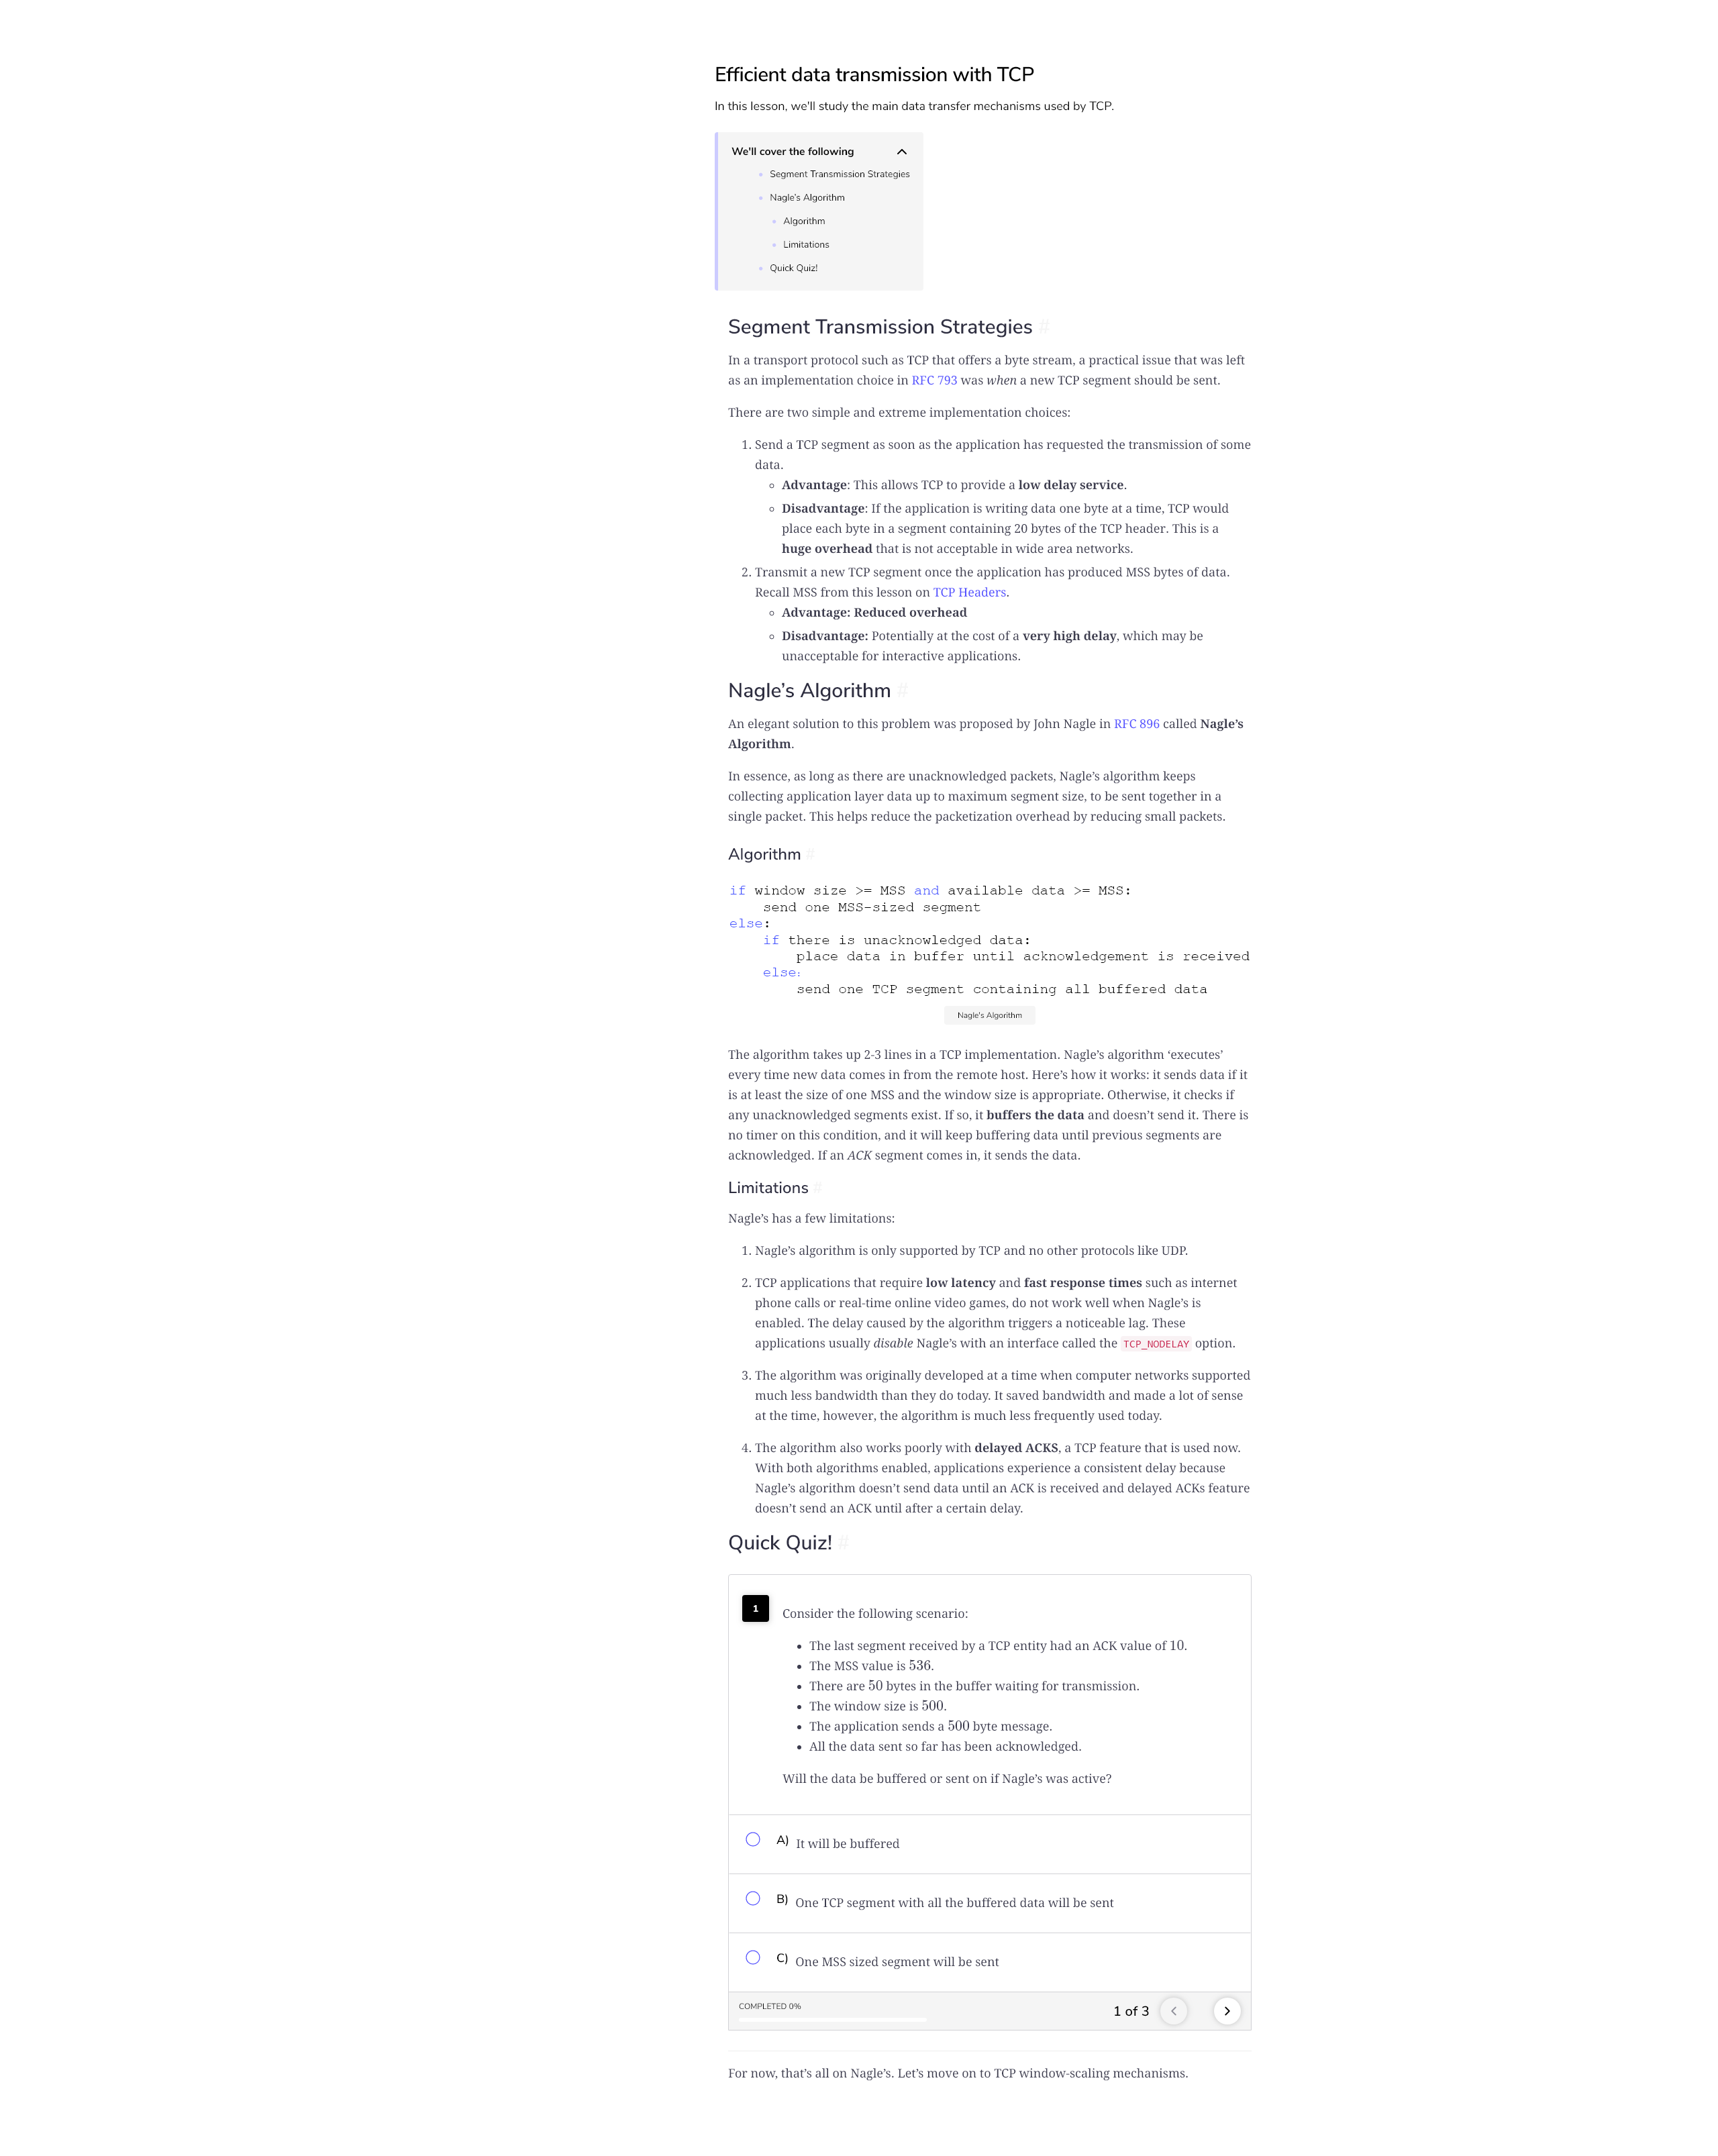 Efficient data transmission with TCP
In this lesson, we'll study the main data transfer mechanisms used by TCP.
We'll cover the following
Segment Transmission Strategies
Nagle's Algorithm
Algorithm
Limitations
Quick Quiz!
Segment Transmission Strategies #
In a transport protocol such as TCP that offers a byte stream, a practical issue that was left
as an implementation choice in RFC 793 was when a new TCP segment should be sent.
There are two simple and extreme implementation choices:
1. Send a TCP segment as soon as the application has requested the transmission of some
data.
Advantage: This allows TCP to provide a low delay service.
Disadvantage: If the application is writing data one byte at a time, TCP would
place each byte in a segment containing 20 bytes of the TCP header. This is a
huge overhead that is not acceptable in wide area networks.
2. Transmit a new TCP segment once the application has produced MSS bytes of data.
Recall MSS from this lesson on TCP Headers.
Advantage: Reduced overhead
Disadvantage: Potentially at the cost of a very high delay, which may be
unacceptable for interactive applications.
Nagle’s Algorithm #
An elegant solution to this problem was proposed by John Nagle in RFC 896 called Nagle’s
Algorithm.
In essence, as long as there are unacknowledged packets, Nagle’s algorithm keeps
collecting application layer data up to maximum segment size, to be sent together in a
single packet. This helps reduce the packetization overhead by reducing small packets.
Algorithm #
if window size >= MSS and available data >= MSS:
send one MSS-sized segment
else:
if there is unacknowledged data:
place data in buffer until acknowledgement is received
else:
send one TCP segment containing all buffered data
Nagle's Algorithm
The algorithm takes up 2-3 lines in a TCP implementation. Nagle’s algorithm ‘executes’
every time new data comes in from the remote host. Here’s how it works: it sends data if it
is at least the size of one MSS and the window size is appropriate. Otherwise, it checks if
any unacknowledged segments exist. If so, it buffers the data and doesn’t send it. There is
no timer on this condition, and it will keep buffering data until previous segments are
acknowledged. If an ACK segment comes in, it sends the data.
Limitations #
Nagle’s has a few limitations:
1. Nagle’s algorithm is only supported by TCP and no other protocols like UDP.
2. TCP applications that require low latency and fast response times such as internet
phone calls or real-time online video games, do not work well when Nagle’s is
enabled. The delay caused by the algorithm triggers a noticeable lag. These
applications usually disable Nagle’s with an interface called the TCP_NODELAY option.
3. The algorithm was originally developed at a time when computer networks supported
much less bandwidth than they do today. It saved bandwidth and made a lot of sense
at the time, however, the algorithm is much less frequently used today.
4. The algorithm also works poorly with delayed ACKS, a TCP feature that is used now.
With both algorithms enabled, applications experience a consistent delay because
Nagle’s algorithm doesn’t send data until an ACK is received and delayed ACKs feature
doesn’t send an ACK until after a certain delay.
Quick Quiz! #
1
Consider the following scenario:
The last segment received by a TCP entity had an ACK value of 10.
The MSS value is 536.
There are 50 bytes in the buffer waiting for transmission.
The window size is 500.
The application sends a 500 byte message.
All the data sent so far has been acknowledged.
Will the data be buffered or sent on if Nagle’s was active?
A) It will be buffered
B) One TCP segment with all the buffered data will be sent
C) One MSS sized segment will be sent
COMPLETED 0%
1 of 3
For now, that’s all on Nagle’s. Let’s move on to TCP window-scaling mechanisms.